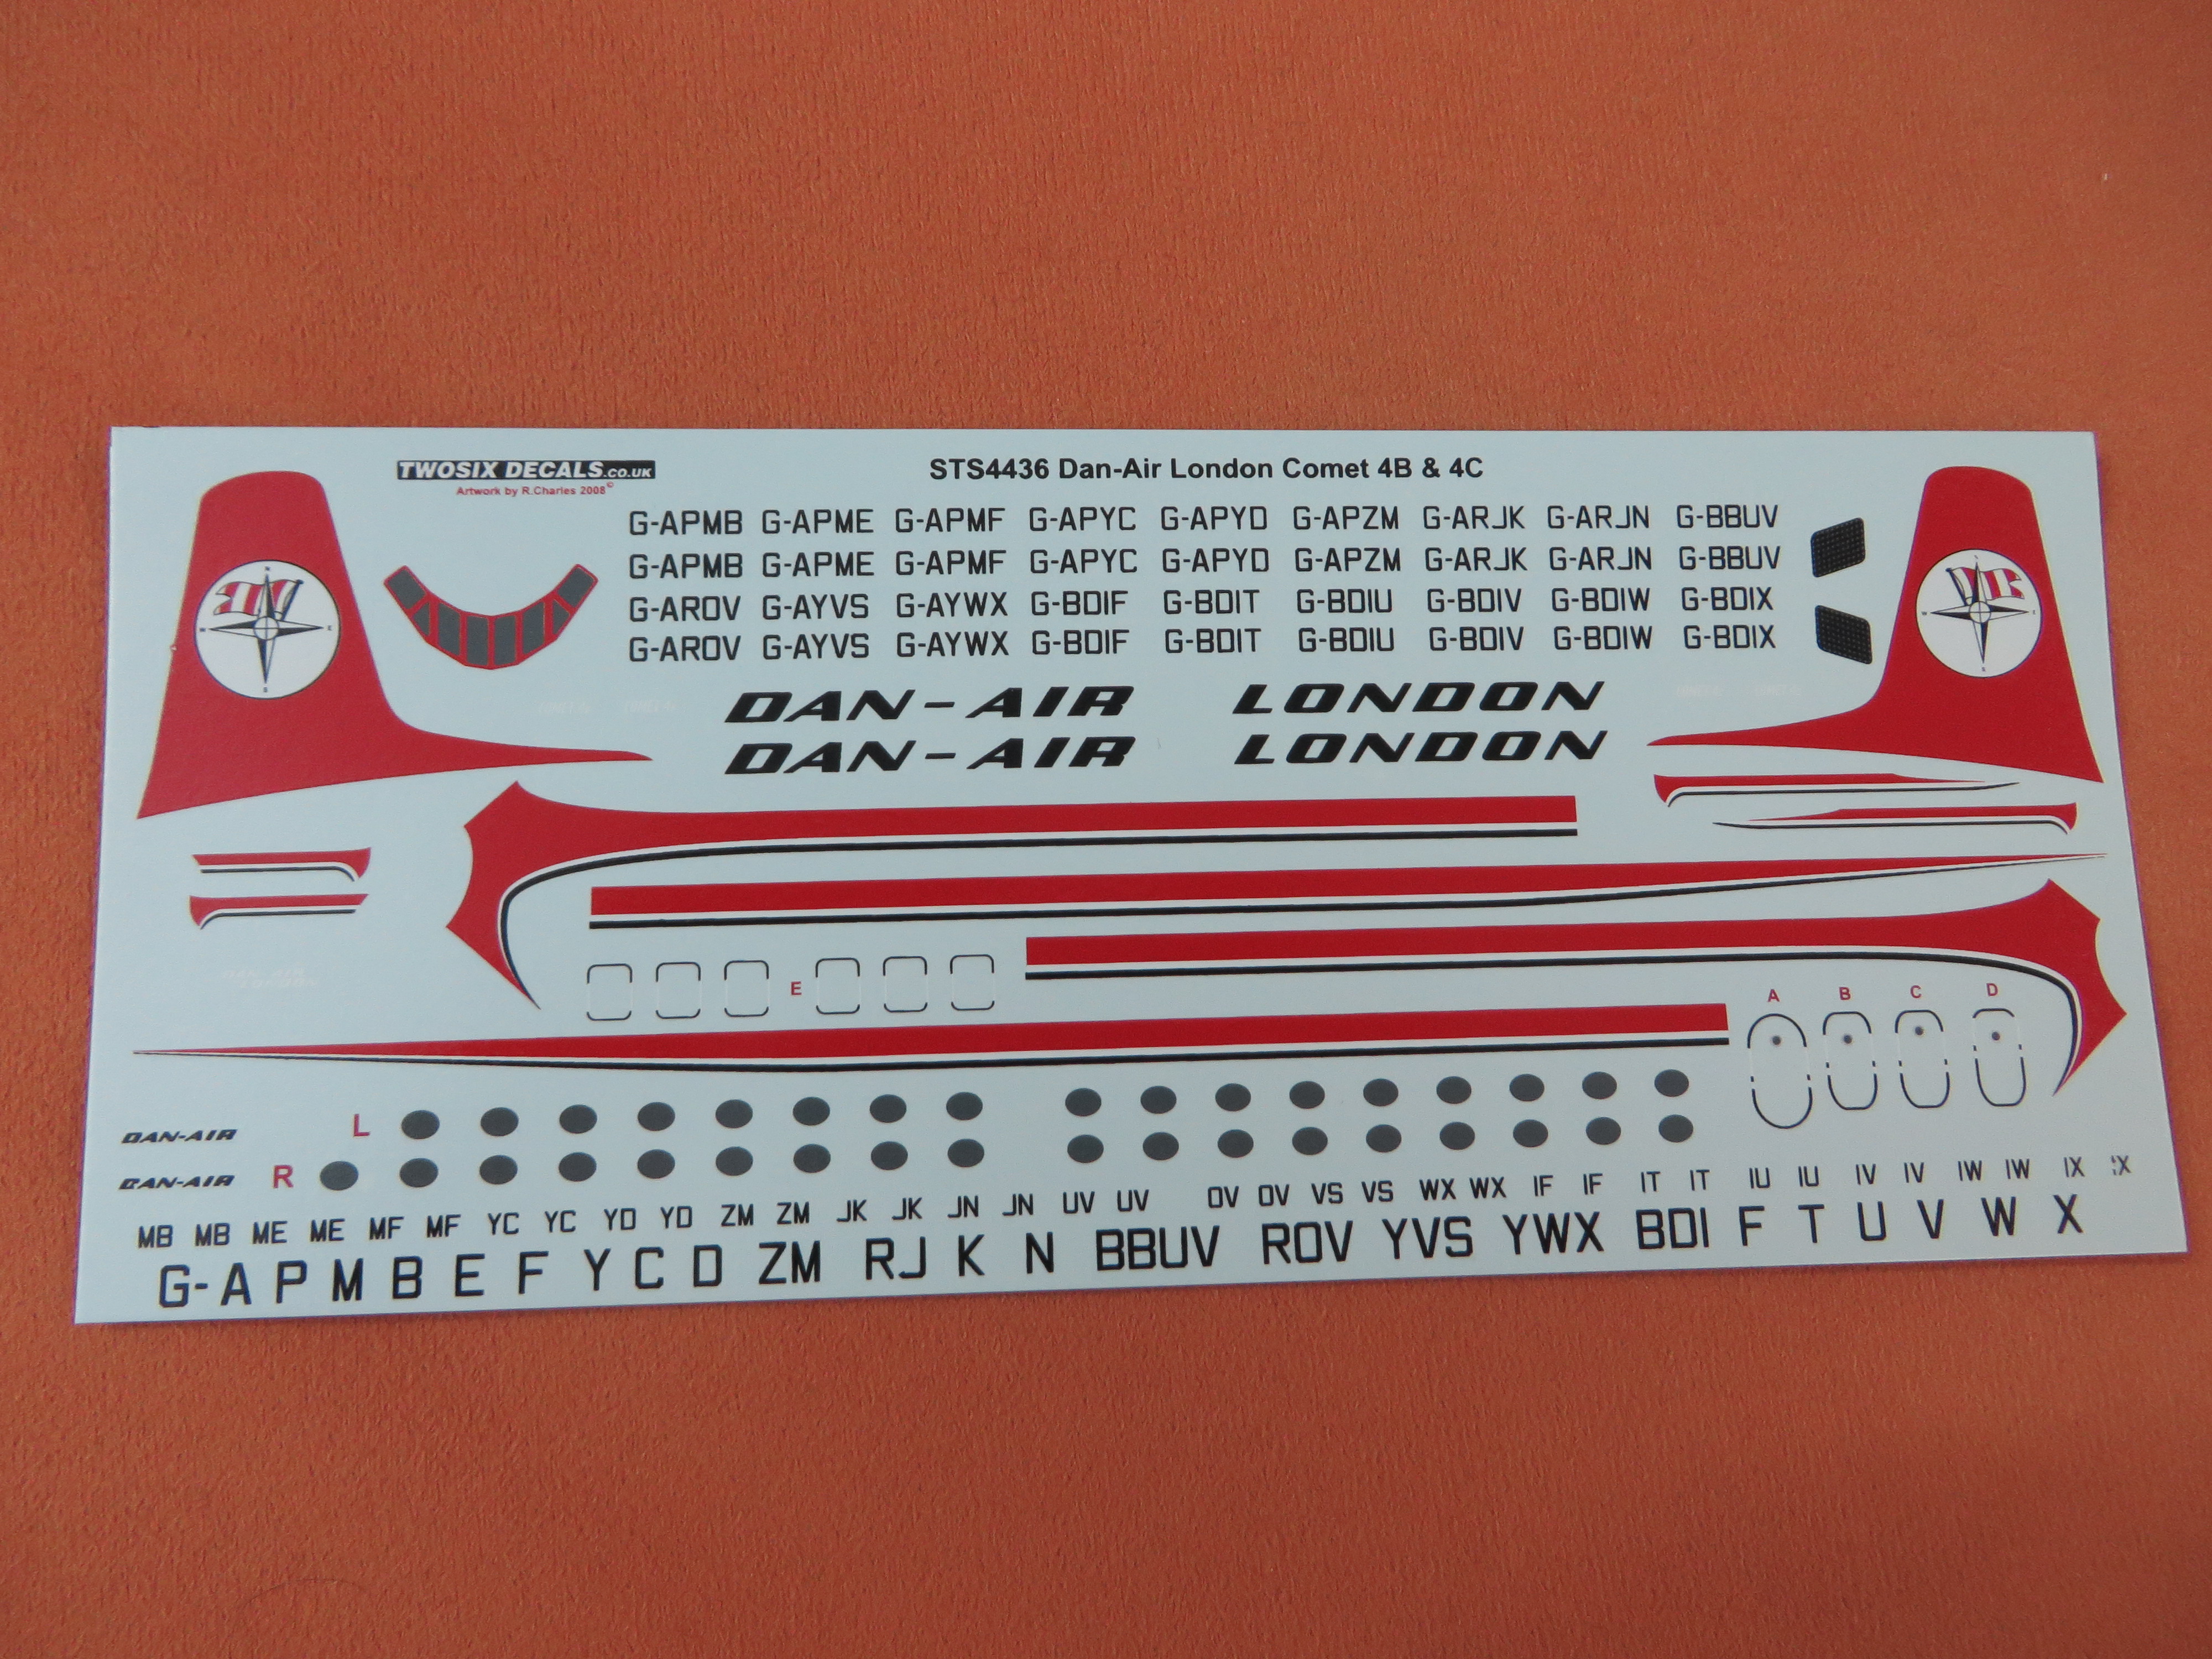 TWOSIX DECALS.CO.UK
Artwork by R.Charles 2008©
STS4436 Dan-Air London Comet 4B & 4C
G-APMB G-APME G-APMF G-APYC G-APYD G-APZM G-ARJK G-ARJN G-BBUV
G-APMB G-APME G-APMF G-APYC G-APYD G-APZM G-ARJK G-ARJN G-BBUV
G-AROV G-AYVS G-AYWX G-BDIF G-BDIT G-BDIU G-BDIV G-BDIW G-BDIX
G-AROV G-AYVS G-AYWX G-BDIF G-BDIT G-BDIU G-BDIV G-BDIW G-BDIX
DAN-AIR LONDON
DAN-AIR LONDON
DAN-AIR
LONDON
E
A B C D
L
DAN-AIR
R
DAN-AIR
MB MB ME ME MF MF YC YC YD YD ZM ZM JK JK JN JN UV UV OV OV VS VS WX WX IF IF IT IT IU IU IV IV IW IW IX IX
G-A P M B E F Y C D ZM RJ K N BBUV ROV YVS YWX BDI F T U V W X